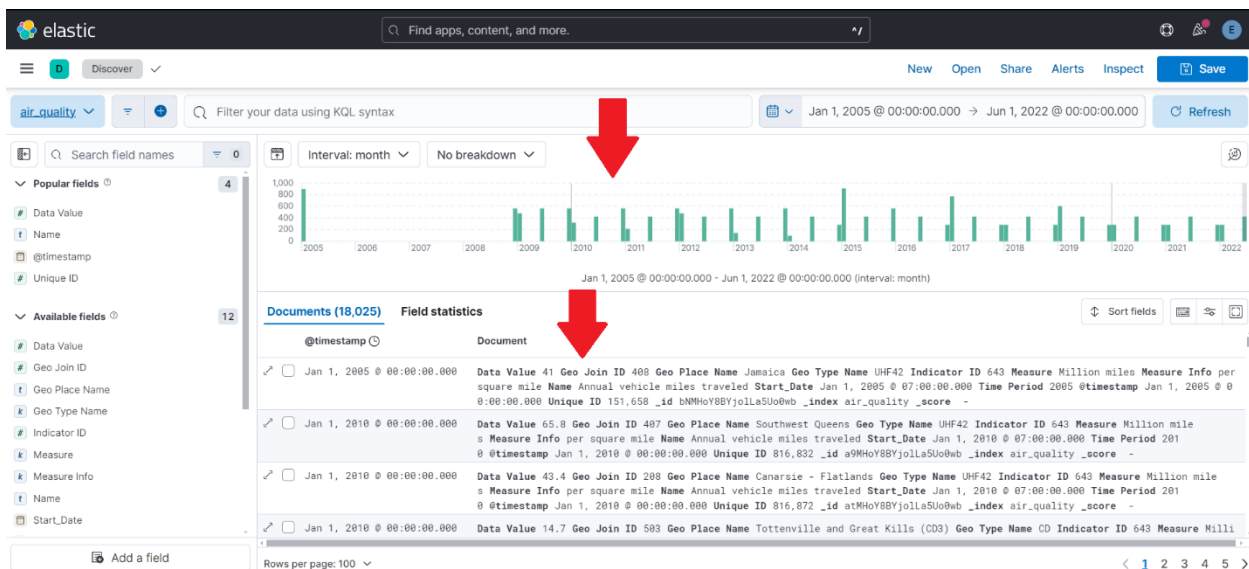 elastic
Find apps, content, and more.
^/
E
D Discover
New Open Share Alerts Inspect Save
air_quality
Filter your data using KQL syntax
Jan 1, 2005 @ 00:00:00.000 → Jun 1, 2022 @ 00:00:00.000
Refresh
Search field names 0
Interval: month
No breakdown
Popular fields 4
# Data Value
t Name
@timestamp
# Unique ID
Available fields 12
# Data Value
# Geo Join ID
t Geo Place Name
k Geo Type Name
# Indicator ID
k Measure
k Measure Info
t Name
Start_Date
Add a field
1,000
800
600
400
200
0
2005 2006 2007 2008 2009 2010 2011 2012 2013 2014 2015 2016 2017 2018 2019 2020 2021 2022
Jan 1, 2005 @ 00:00:00.000 - Jun 1, 2022 @ 00:00:00.000 (interval: month)
Documents (18,025) Field statistics
Sort fields
@timestamp Document
Jan 1, 2005 @ 00:00:00.000 Data Value 41 Geo Join ID 408 Geo Place Name Jamaica Geo Type Name UHF42 Indicator ID 643 Measure Million miles Measure Info per
square mile Name Annual vehicle miles traveled Start_Date Jan 1, 2005 @ 07:00:00.000 Time Period 2005 @timestamp Jan 1, 2005 @ 0
0:00:00.000 Unique ID 151,658 _id bNMHoY8BYjolLa5Uo0wb _index air_quality _score -
Jan 1, 2010 @ 00:00:00.000 Data Value 65.8 Geo Join ID 407 Geo Place Name Southwest Queens Geo Type Name UHF42 Indicator ID 643 Measure Million mile
s Measure Info per square mile Name Annual vehicle miles traveled Start_Date Jan 1, 2010 @ 07:00:00.000 Time Period 201
0 @timestamp Jan 1, 2010 @ 00:00:00.000 Unique ID 816,832 _id a9MHoY8BYjolLa5Uo0wb _index air_quality _score -
Jan 1, 2010 @ 00:00:00.000 Data Value 43.4 Geo Join ID 208 Geo Place Name Canarsie - Flatlands Geo Type Name UHF42 Indicator ID 643 Measure Million mile
s Measure Info per square mile Name Annual vehicle miles traveled Start_Date Jan 1, 2010 @ 07:00:00.000 Time Period 201
0 @timestamp Jan 1, 2010 @ 00:00:00.000 Unique ID 816,872 _id atMHoY8BYjolLa5Uo0wb _index air_quality _score -
Jan 1, 2010 @ 00:00:00.000 Data Value 14.7 Geo Join ID 503 Geo Place Name Tottenville and Great Kills (CD3) Geo Type Name CD Indicator ID 643 Measure Milli
Rows per page: 100
< 1 2 3 4 5 >